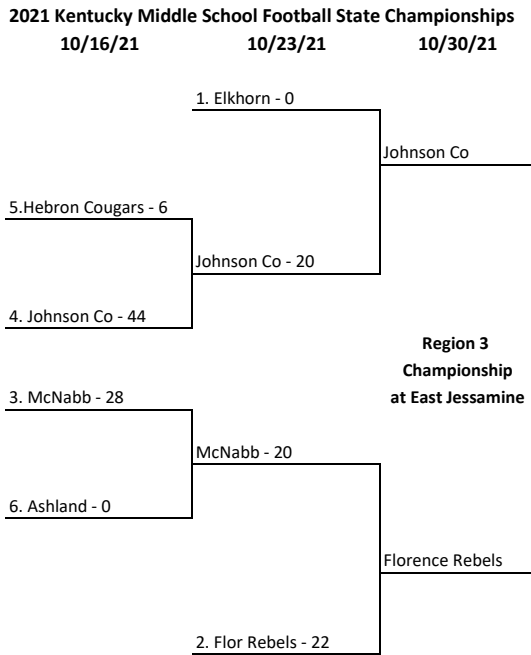 2021 Kentucky Middle School Football State Championships
10/16/21 10/23/21 10/30/21
1. Elkhorn - 0
Johnson Co
5.Hebron Cougars - 6
Johnson Co - 20
4. Johnson Co - 44
Region 3
Championship
at East Jessamine
3. McNabb - 28
McNabb - 20
6. Ashland - 0
Florence Rebels
2. Flor Rebels - 22